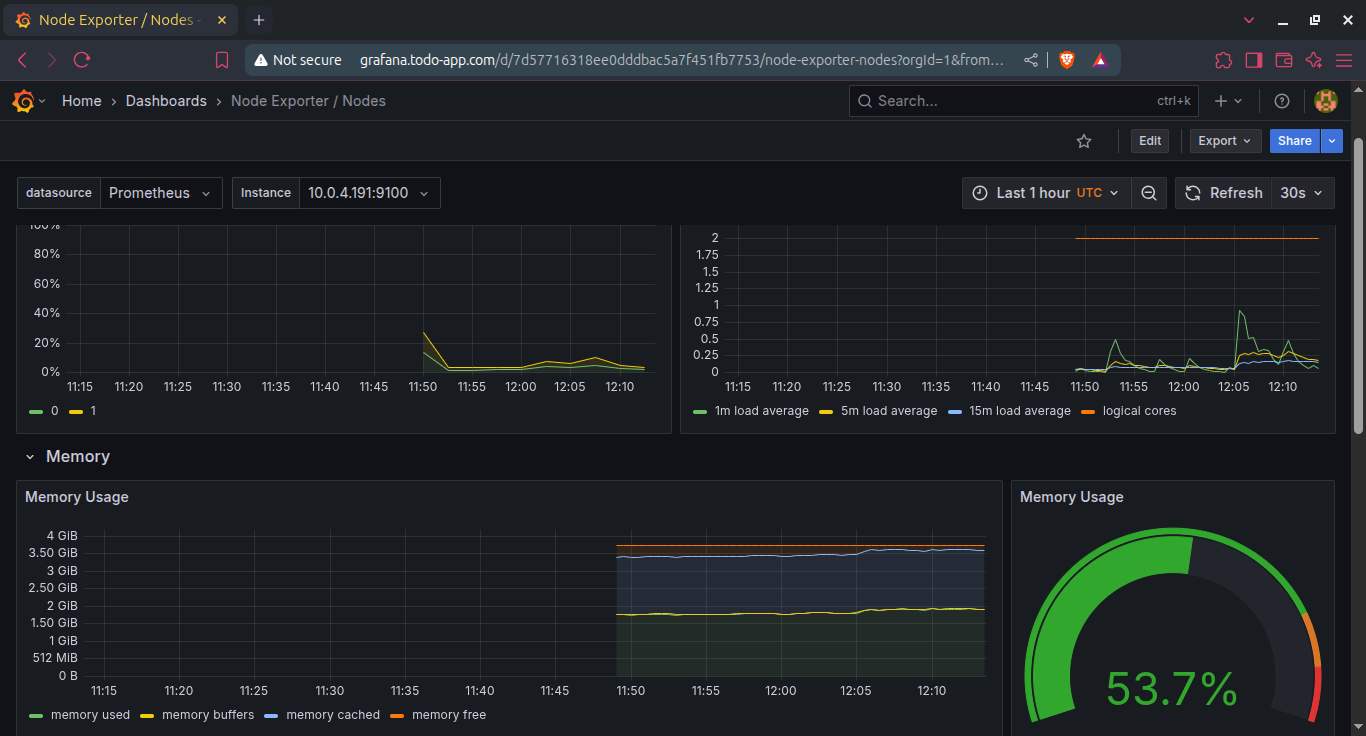 Node Exporter / Nodes -
Not secure grafana.todo-app.com/d/7d57716318ee0dddbac5a7f451fb7753/node-exporter-nodes?orgId=1&from...
Home › Dashboards › Node Exporter / Nodes
Search... ctrl+k
Edit Export Share
datasource Prometheus Instance 10.0.4.191:9100 Last 1 hour UTC Refresh 30s
100%
80%
60%
40%
20%
0%
11:15 11:20 11:25 11:30 11:35 11:40 11:45 11:50 11:55 12:00 12:05 12:10
0 1
2
1.75
1.5
1.25
1
0.75
0.5
0.25
0
11:15 11:20 11:25 11:30 11:35 11:40 11:45 11:50 11:55 12:00 12:05 12:10
1m load average 5m load average 15m load average logical cores
Memory
Memory Usage
4 GiB
3.50 GiB
3 GiB
2.50 GiB
2 GiB
1.50 GiB
1 GiB
512 MiB
0 B
11:15 11:20 11:25 11:30 11:35 11:40 11:45 11:50 11:55 12:00 12:05 12:10
memory used memory buffers memory cached memory free
Memory Usage
53.7%